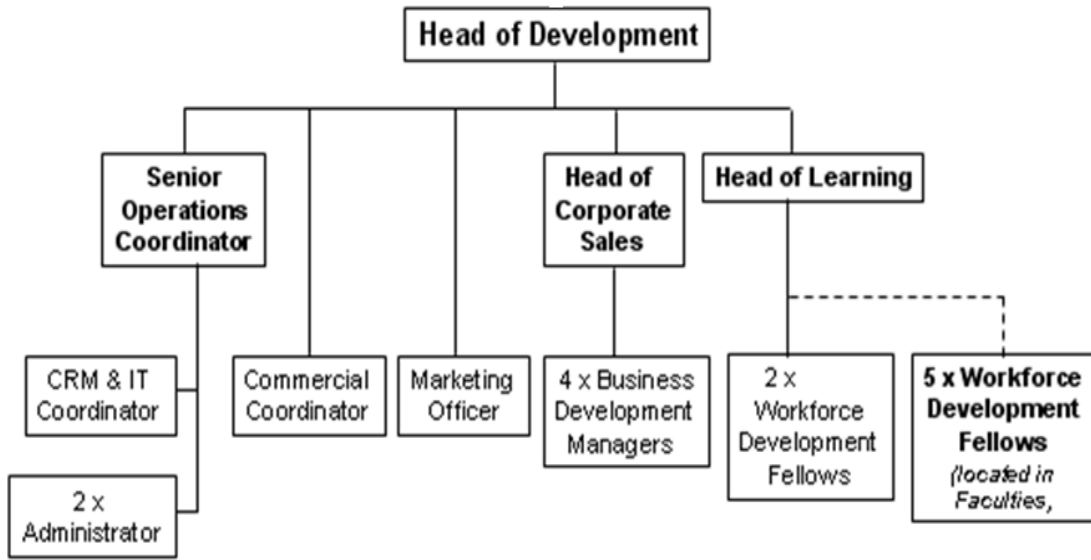 Head of Development
Senior
Operations
Coordinator
Head of
Corporate
Sales
Head of Learning
CRM & IT
Coordinator
Commercial
Coordinator
Marketing
Officer
4 x Business
Development
Managers
2 x
Workforce
Development
Fellows
5 x Workforce
Development
Fellows
(located in
Faculties,
2 x
Administrator